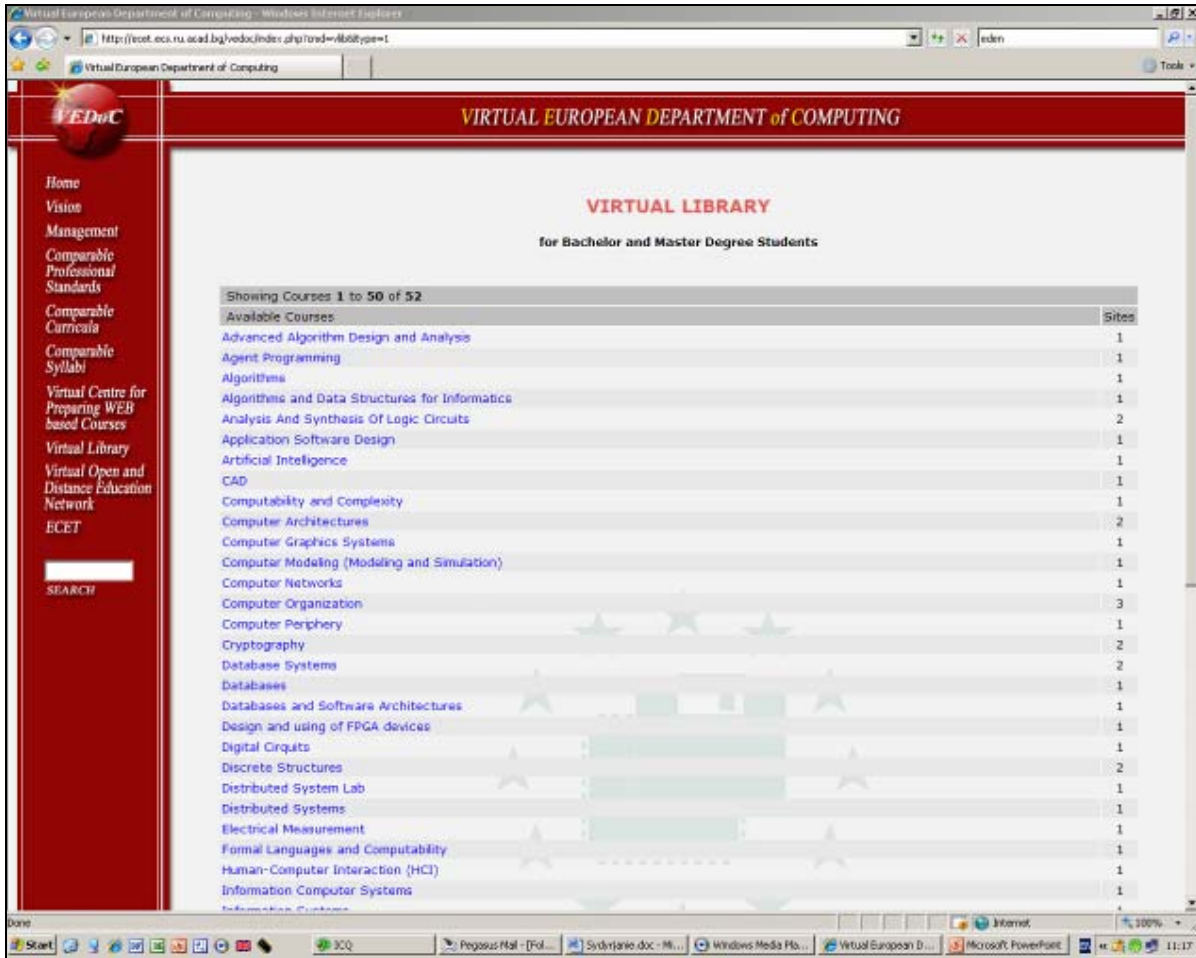 Virtual European Department of Computing - Windows Internet Explorer
http://ecet.ecs.ru.acad.bg/vedoc/index.php?cmd=vlib&type=1
eden
Virtual European Department of Computing
Tools
VEDoC
VIRTUAL EUROPEAN DEPARTMENT of COMPUTING
Home
Vision
Management
Comparable
Professional
Standards
Comparable
Curricula
Comparable
Syllabi
Virtual Centre for
Preparing WEB
based Courses
Virtual Library
Virtual Open and
Distance Education
Network
ECET
SEARCH
VIRTUAL LIBRARY
for Bachelor and Master Degree Students
Showing Courses 1 to 50 of 52
Available Courses Sites
Advanced Algorithm Design and Analysis 1
Agent Programming 1
Algorithms 1
Algorithms and Data Structures for Informatics 1
Analysis And Synthesis Of Logic Circuits 2
Application Software Design 1
Artificial Intelligence 1
CAD 1
Computability and Complexity 1
Computer Architectures 2
Computer Graphics Systems 1
Computer Modeling (Modeling and Simulation) 1
Computer Networks 1
Computer Organization 3
Computer Periphery 1
Cryptography 2
Database Systems 2
Databases 1
Databases and Software Architectures 1
Design and using of FPGA devices 1
Digital Cirquits 1
Discrete Structures 2
Distributed System Lab 1
Distributed Systems 1
Electrical Measurement 1
Formal Languages and Computability 1
Human-Computer Interaction (HCI) 1
Information Computer Systems 1
Information Systems
Done Internet 100%
Start ICQ Pegasus Mail - [Fol... Sydyrjanie.doc - Mi... Windows Media Pla... Virtual European D... Microsoft PowerPoint 11:17